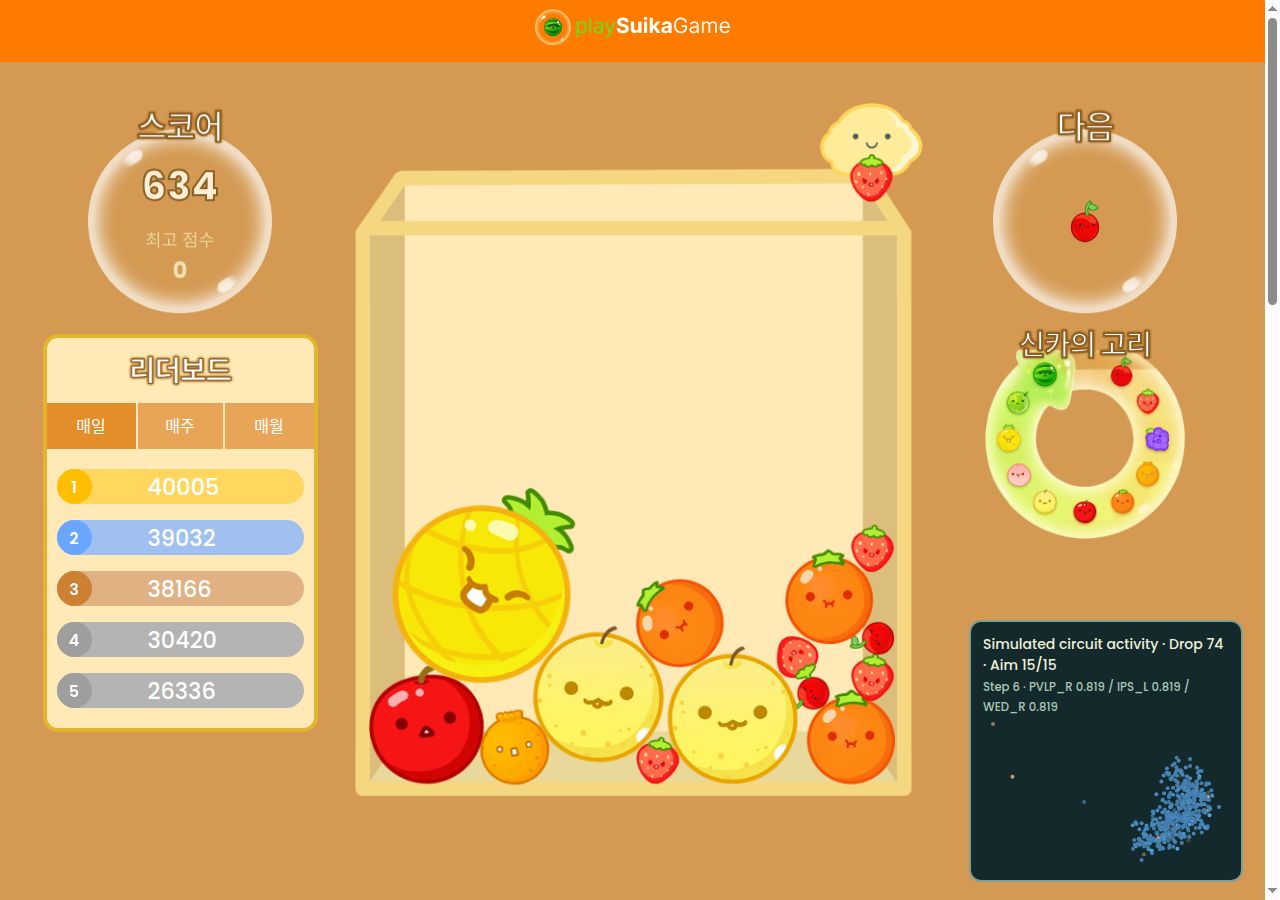 playSuikaGame
스코어
634
최고 점수
0
리더보드
매일 매주 매월
1 40005
2 39032
3 38166
4 30420
5 26336
다음
신카의 고리
Simulated circuit activity · Drop 74
· Aim 15/15
Step 6 · PVLP_R 0.819 / IPS_L 0.819 /
WED_R 0.819